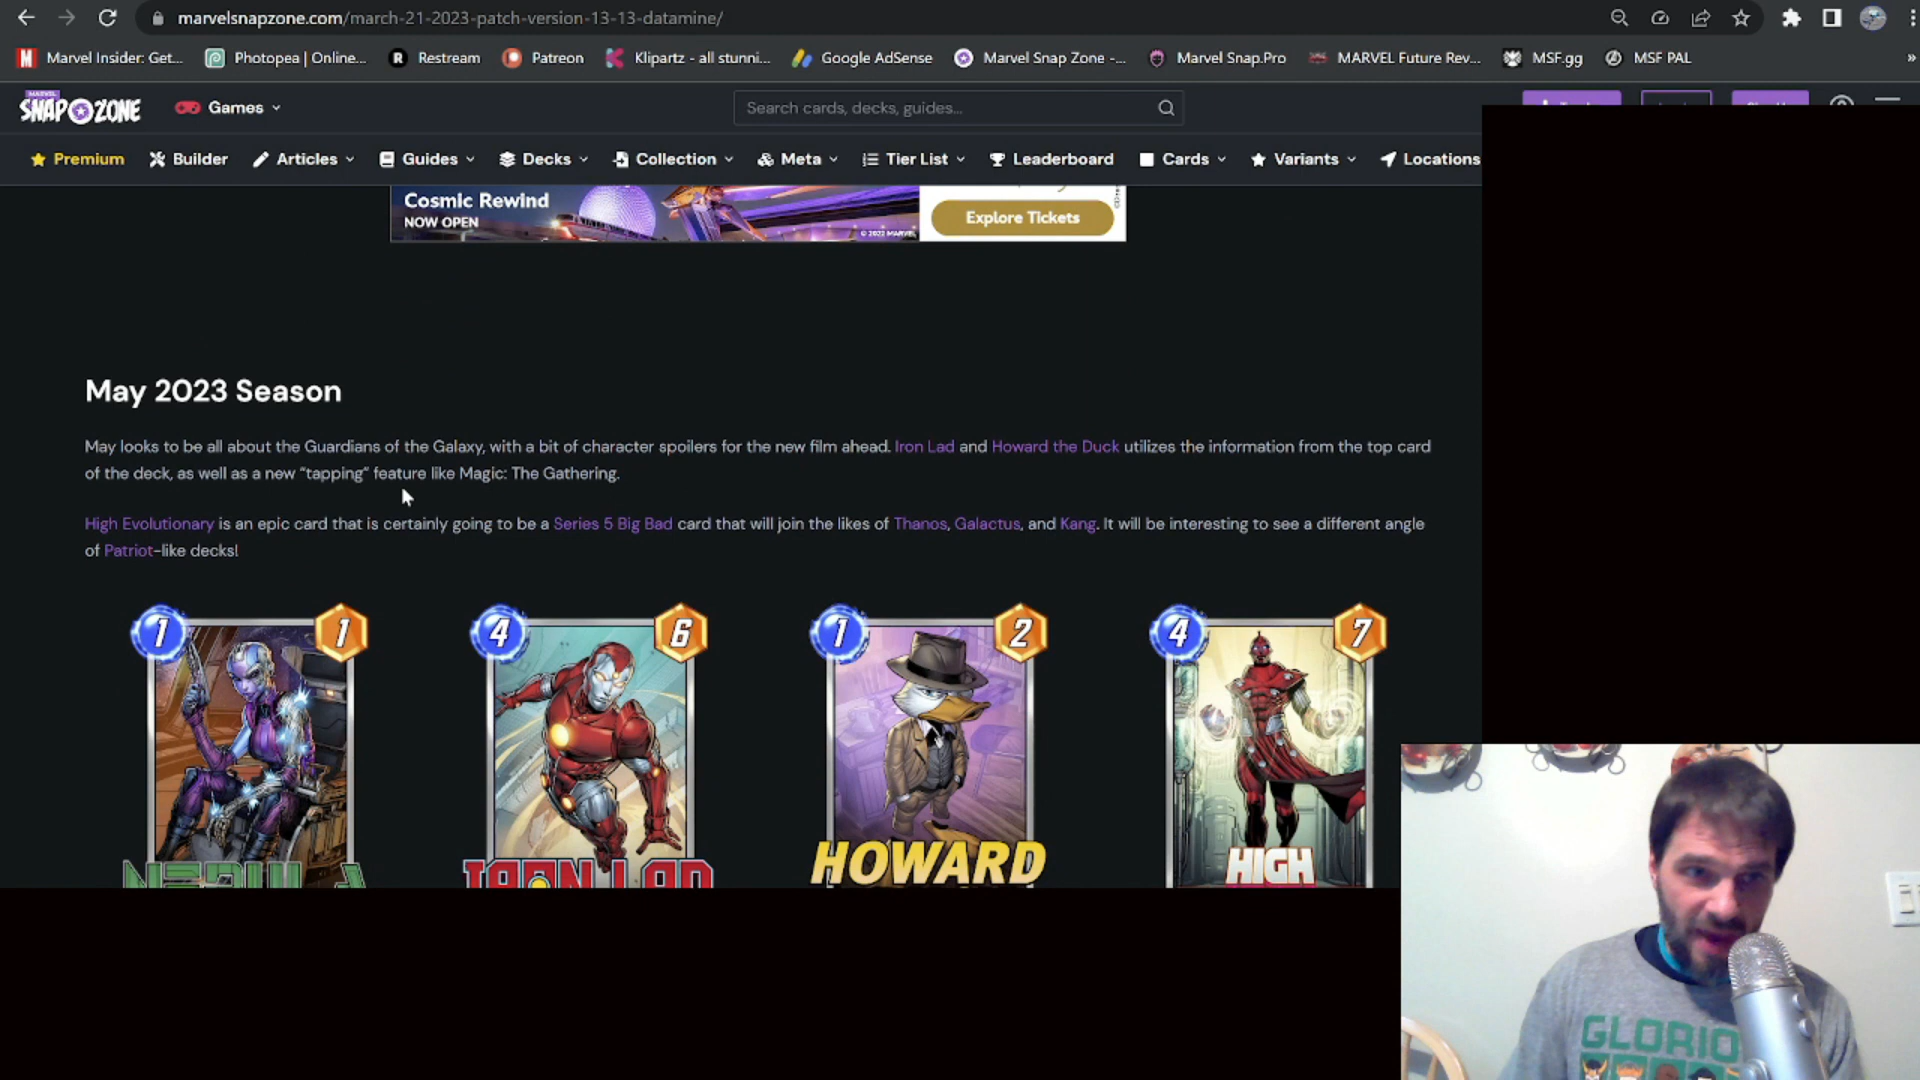 marvelsnapzone.com/march-21-2023-patch-version-13-13-datamine/
Marvel Insider: Get... Photopea | Online... Restream Patreon Klipartz - all stunni... Google AdSense Marvel Snap Zone -... Marvel Snap.Pro MARVEL Future Rev... MSF.gg MSF PAL »
MARVEL
SNAP ZONE Games Search cards, decks, guides...
Premium Builder Articles Guides Decks Collection Meta Tier List Leaderboard Cards Variants Locations
Cosmic Rewind
NOW OPEN
Explore Tickets
© 2022 MARVEL
May 2023 Season
May looks to be all about the Guardians of the Galaxy, with a bit of character spoilers for the new film ahead. Iron Lad and Howard the Duck utilizes the information from the top card
of the deck, as well as a new “tapping” feature like Magic: The Gathering.
High Evolutionary is an epic card that is certainly going to be a Series 5 Big Bad card that will join the likes of Thanos, Galactus, and Kang. It will be interesting to see a different angle
of Patriot-like decks!
1 1 4 6 1 2 4 7
NEBULA IRON LAD HOWARD HIGH
GLORIO